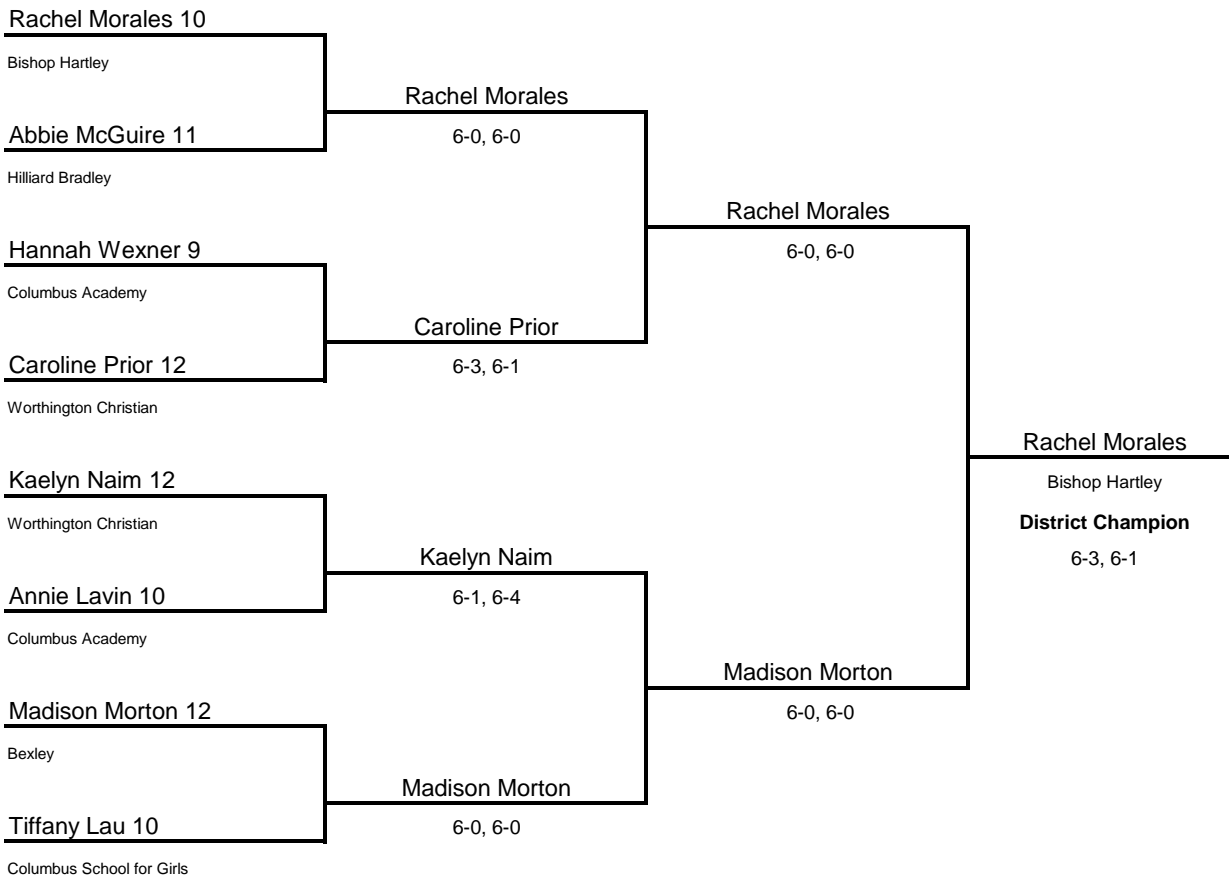 Rachel Morales 10
Bishop Hartley
Abbie McGuire 11
Hilliard Bradley
Hannah Wexner 9
Columbus Academy
Caroline Prior 12
Worthington Christian
Kaelyn Naim 12
Worthington Christian
Annie Lavin 10
Columbus Academy
Madison Morton 12
Bexley
Tiffany Lau 10
Columbus School for Girls
Rachel Morales
6-0, 6-0
Caroline Prior
6-3, 6-1
Kaelyn Naim
6-1, 6-4
Madison Morton
6-0, 6-0
Rachel Morales
6-0, 6-0
Madison Morton
6-0, 6-0
Rachel Morales
Bishop Hartley
District Champion
6-3, 6-1